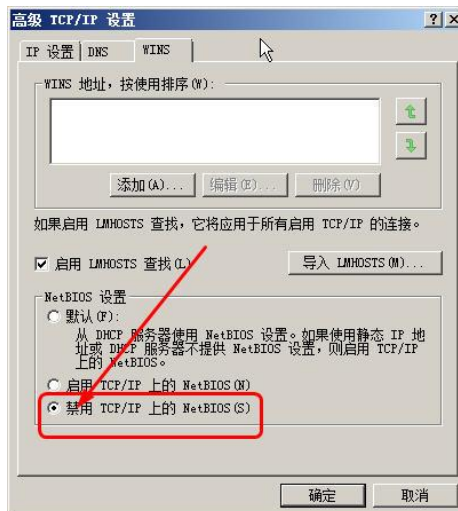 高级 TCP/IP 设置
IP 设置 DNS WINS
WINS 地址，按使用排序(W):
添加(A)... 编辑(E)... 删除(V)
如果启用 LMHOSTS 查找，它将应用于所有启用 TCP/IP 的连接。
启用 LMHOSTS 查找(L) 导入 LMHOSTS(M)...
NetBIOS 设置
默认(F):
从 DHCP 服务器使用 NetBIOS 设置。如果使用静态 IP 地
址或 DHCP 服务器不提供 NetBIOS 设置，则启用 TCP/IP
上的 NetBIOS。
启用 TCP/IP 上的 NetBIOS(N)
禁用 TCP/IP 上的 NetBIOS(S)
确定 取消